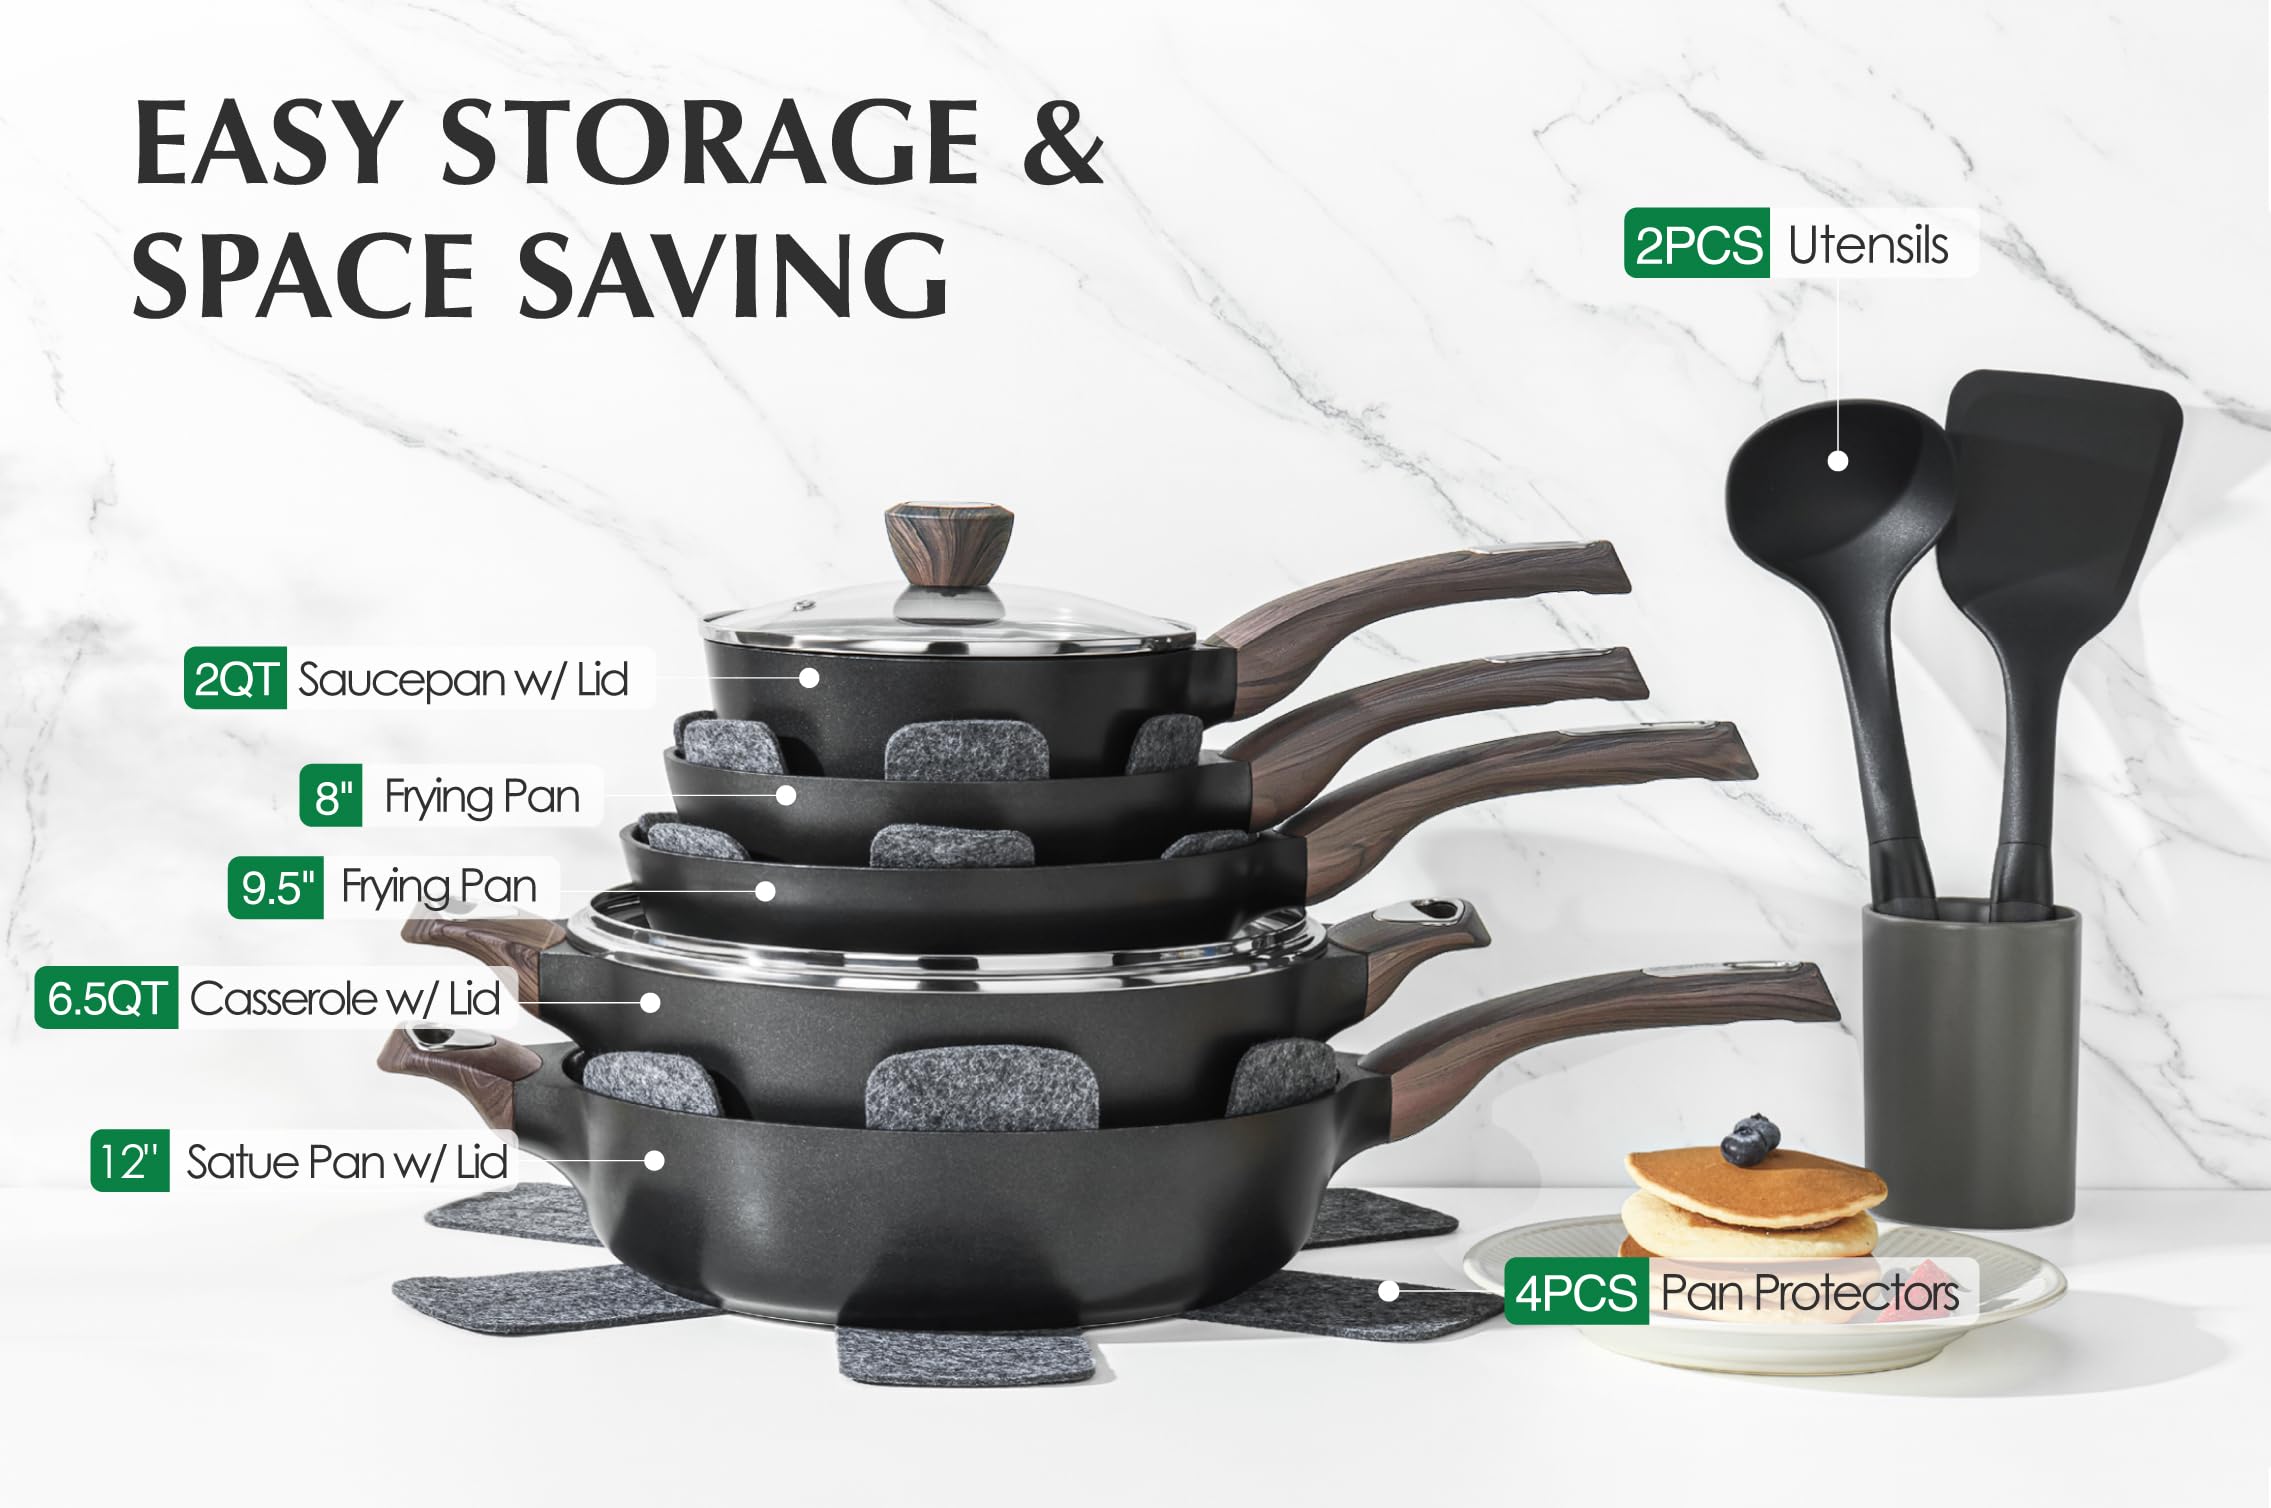 EASY STORAGE &
SPACE SAVING
2PCS Utensils
2QT Saucepan w/ Lid
8" Frying Pan
9.5" Frying Pan
6.5QT Casserole w/ Lid
12" Satue Pan w/ Lid
4PCS Pan Protectors